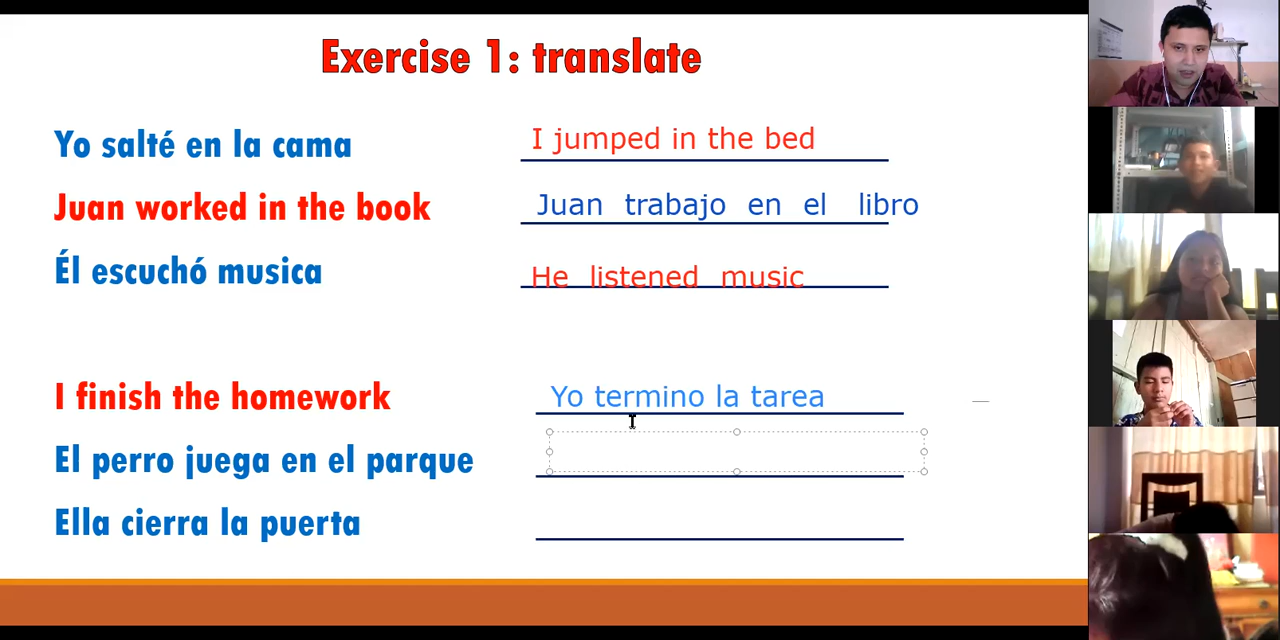 Exercise 1: translate
Yo salté en la cama I jumped in the bed
Juan worked in the book Juan trabajo en el libro
Él escuchó musica He listened music
I finish the homework Yo termino la tarea
El perro juega en el parque
Ella cierra la puerta